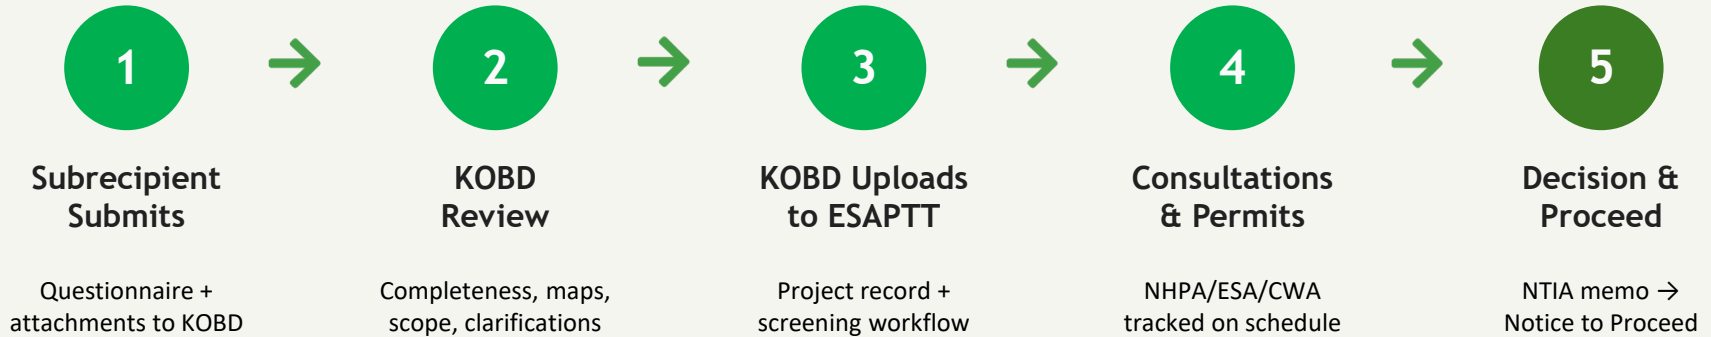 1 → 2 → 3 → 4 → 5
Subrecipient
Submits
Questionnaire +
attachments to KOBD
KOBD
Review
Completeness, maps,
scope, clarifications
KOBD Uploads
to ESAPTT
Project record +
screening workflow
Consultations
& Permits
NHPA/ESA/CWA
tracked on schedule
Decision &
Proceed
NTIA memo →
Notice to Proceed